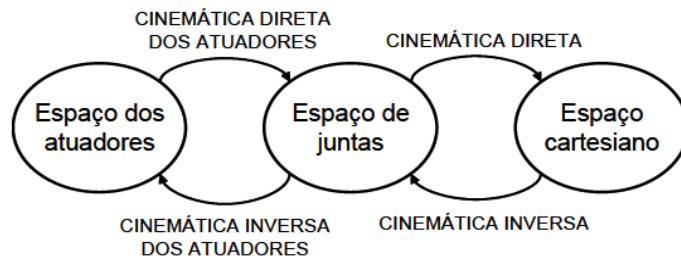 CINEMÁTICA DIRETA
DOS ATUADORES
CINEMÁTICA DIRETA
Espaço dos
atuadores
Espaço de
juntas
Espaço
cartesiano
CINEMÁTICA INVERSA
DOS ATUADORES
CINEMÁTICA INVERSA